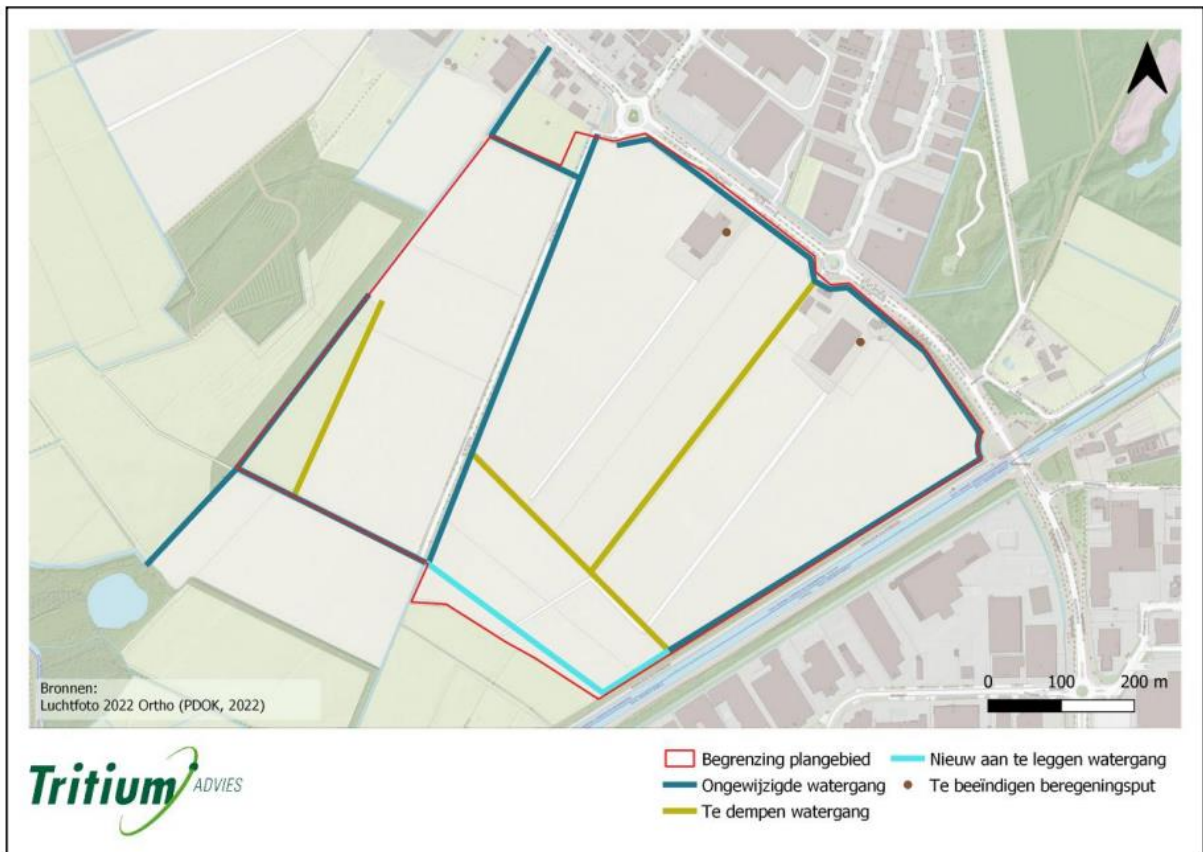 Bronnen:
Luchtfoto 2022 Ortho (PDOK, 2022)
0 100 200 m
Tritium ADVIES
Begrenzing plangebied
Ongewijzigde watergang
Te dempen watergang
Nieuw aan te leggen watergang
Te beeïndigen beregeningsput